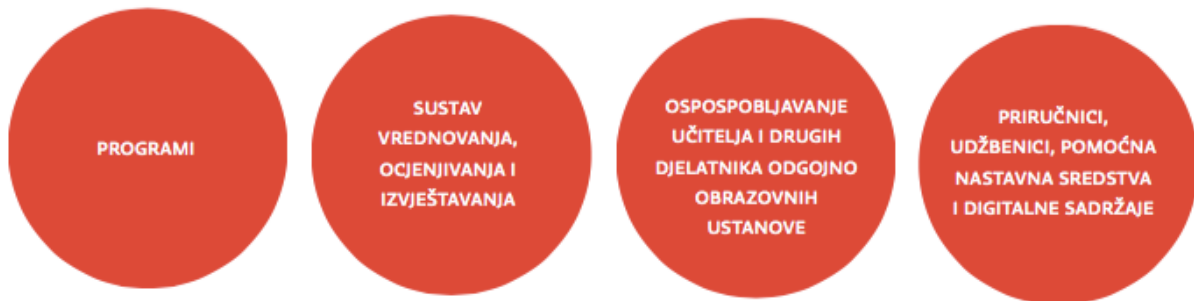 PROGRAMI
SUSTAV
VREDNOVANJA,
OCJENJIVANJA I
IZVJEŠTAVANJA
OSPOSPOBLJAVANJE
UČITELJA I DRUGIH
DJELATNIKA ODGOJNO
OBRAZOVNIH
USTANOVE
PRIRUČNICI,
UDŽBENICI, POMOĆNA
NASTAVNA SREDSTVA
I DIGITALNE SADRŽAJE